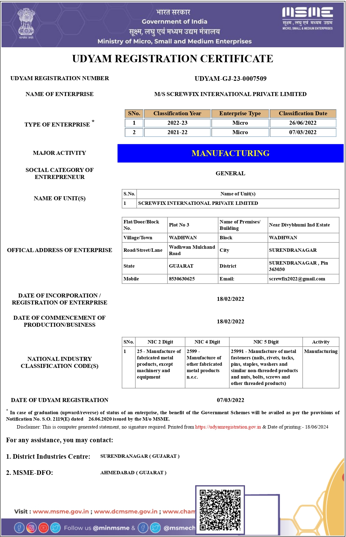 भारत सरकार
Government of India
सूक्ष्म, लघु एवं मध्यम उद्यम मंत्रालय
Ministry of Micro, Small and Medium Enterprises
MSME
सूक्ष्म, लघु एवं मध्यम उद्यम
MICRO, SMALL & MEDIUM ENTERPRISES
UDYAM REGISTRATION CERTIFICATE
UDYAM REGISTRATION NUMBER UDYAM-GJ-23-0007509
NAME OF ENTERPRISE M/S SCREWFIX INTERNATIONAL PRIVATE LIMITED
TYPE OF ENTERPRISE *
SNo. Classification Year Enterprise Type Classification Date
1 2022-23 Micro 26/06/2022
2 2021-22 Micro 07/03/2022
MAJOR ACTIVITY MANUFACTURING
SOCIAL CATEGORY OF
ENTREPRENEUR
GENERAL
NAME OF UNIT(S)
S.No. Name of Unit(s)
1 SCREWFIX INTERNATIONAL PRIVATE LIMITED
OFFICAL ADDRESS OF ENTERPRISE
Flat/Door/Block No. Plot No 3 Name of Premises/ Building Near Divybhumi Ind Estate
Village/Town WADHWAN Block WADHWAN
Road/Street/Lane Wadhwan Mulchand Road City SURENDRANAGAR
State GUJARAT District SURENDRANAGAR , Pin 363030
Mobile 8530630625 Email: screwfix2022@gmail.com
DATE OF INCORPORATION /
REGISTRATION OF ENTERPRISE
18/02/2022
DATE OF COMMENCEMENT OF
PRODUCTION/BUSINESS
18/02/2022
NATIONAL INDUSTRY
CLASSIFICATION CODE(S)
SNo. NIC 2 Digit NIC 4 Digit NIC 5 Digit Activity
1 25 - Manufacture of fabricated metal products, except machinery and equipment 2599 - Manufacture of other fabricated metal products n.e.c. 25991 - Manufacture of metal fasteners (nails, rivets, tacks, pins, staples, washers and similar non-threaded products and nuts, bolts, screws and other threaded products) Manufacturing
DATE OF UDYAM REGISTRATION 07/03/2022
* In case of graduation (upward/reverse) of status of an enterprise, the benefit of the Government Schemes will be availed as per the provisions of
Notification No. S.O. 2119(E) dated 26.06.2020 issued by the M/o MSME.
Disclaimer: This is computer generated statement, no signature required. Printed from https://udyamregistration.gov.in & Date of printing:- 18/06/2024
For any assistance, you may contact:
1. District Industries Centre: SURENDRANAGAR ( GUJARAT )
2. MSME-DFO: AHMEDABAD ( GUJARAT )
Visit : www.msme.gov.in ; www.dcmsme.gov.in ; www.cham
Follow us @minmsme & @msmech